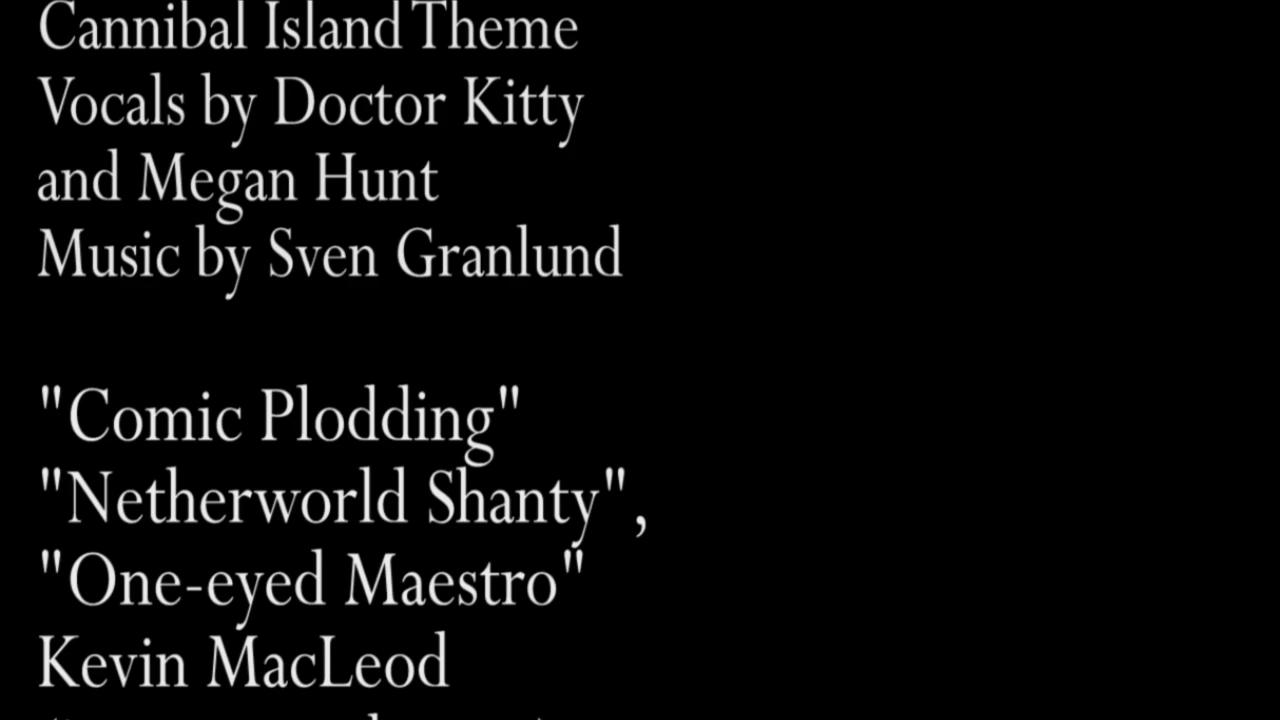 Cannibal Island Theme
Vocals by Doctor Kitty
and Megan Hunt
Music by Sven Granlund
"Comic Plodding"
"Netherworld Shanty",
"One-eyed Maestro"
Kevin MacLeod